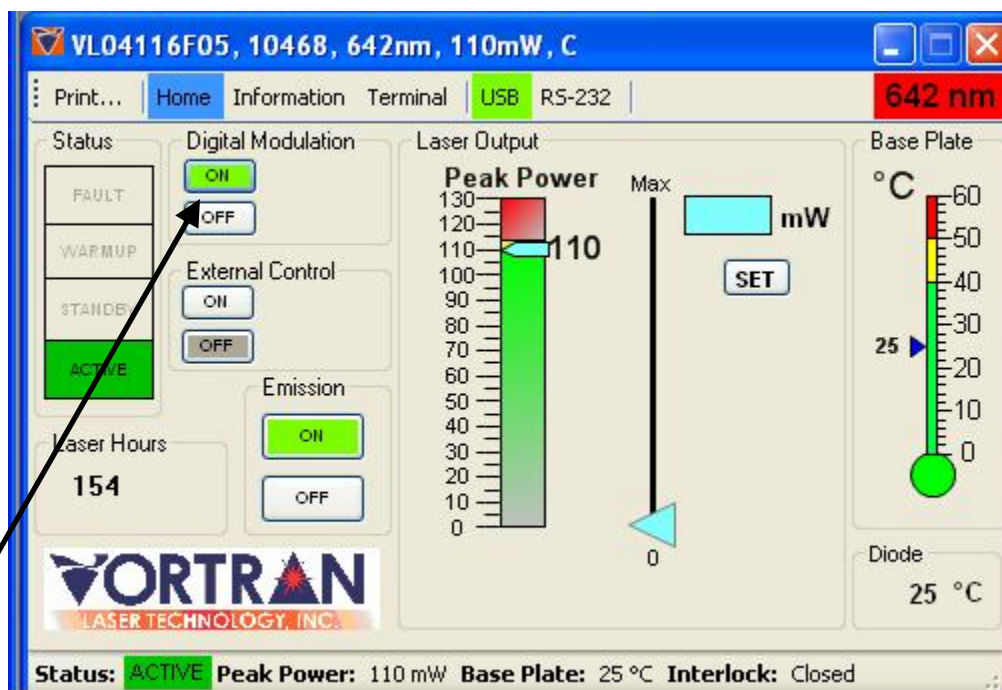 VL04116F05, 10468, 642nm, 110mW, C
Print... Home Information Terminal USB RS-232 642 nm
Status
FAULT
WARMUP
STANDBY
ACTIVE
Digital Modulation
ON
OFF
External Control
ON
OFF
Emission
ON
OFF
Laser Hours
154
VORTRAN
LASER TECHNOLOGY, INC.
Laser Output
Peak Power
130
120
110
100
90
80
70
60
50
40
30
20
10
0
110
Max
0
mW
SET
Base Plate
°C
60
50
40
30
20
10
0
25
Diode
25 °C
Status: ACTIVE Peak Power: 110 mW Base Plate: 25 °C Interlock: Closed